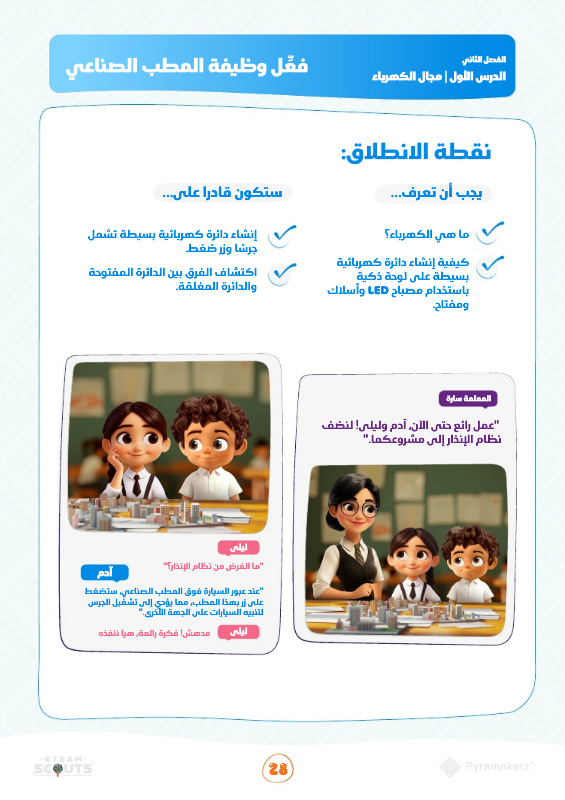 الفصل الثاني
الدرس الأول | مجال الكهرباء
فعِّل وظيفة المطب الصناعي
نقطة الانطلاق:
يجب أن تعرف...
ما هي الكهرباء؟
كيفية إنشاء دائرة كهربائية
بسيطة على لوحة ذكية
باستخدام مصباح LED وأسلاك
ومفتاح.
ستكون قادرا على...
إنشاء دائرة كهربائية بسيطة تشمل
جرسًا وزر ضغط.
اكتشاف الفرق بين الدائرة المفتوحة
والدائرة المغلقة.
المعلمة سارة
"عمل رائع حتى الآن، آدم وليلى! لنضف
نظام الإنذار إلى مشروعكما."
ليلى
"ما الغرض من نظام الإنذار؟"
آدم
"عند عبور السيارة فوق المطب الصناعي، ستضغط
على زر بهذا المطب، مما يؤدي إلى تشغيل الجرس
لتنبيه السيارات على الجهة الأخرى."
ليلى
مدهش! فكرة رائعة، هيا ننفذه
STEAM
SCOUTS
28
Pyramakerz